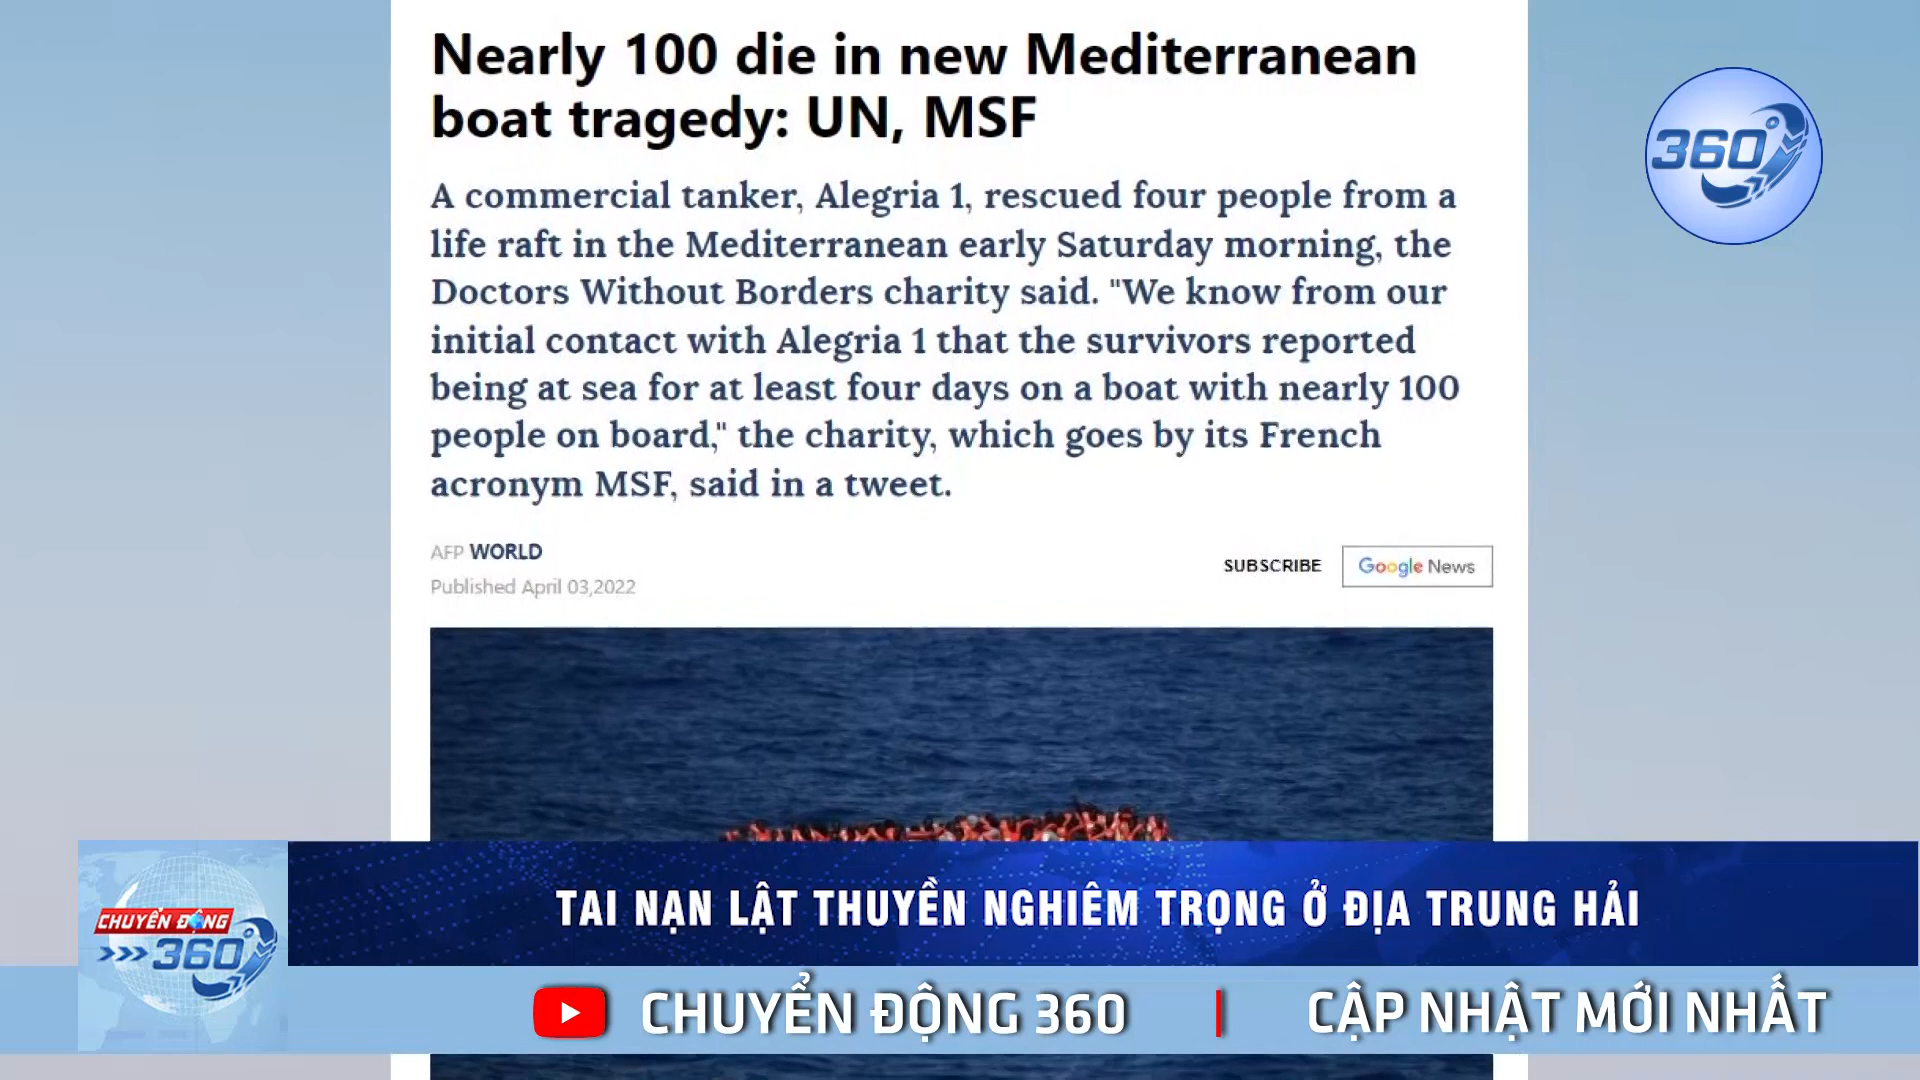 Nearly 100 die in new Mediterranean
boat tragedy: UN, MSF
360
A commercial tanker, Alegria 1, rescued four people from a
life raft in the Mediterranean early Saturday morning, the
Doctors Without Borders charity said. "We know from our
initial contact with Alegria 1 that the survivors reported
being at sea for at least four days on a boat with nearly 100
people on board," the charity, which goes by its French
acronym MSF, said in a tweet.
AFP WORLD
Published April 03,2022
SUBSCRIBE Google News
TAI NẠN LẬT THUYỀN NGHIÊM TRỌNG Ở ĐỊA TRUNG HẢI
CHUYỂN ĐỘNG
360
CHUYỂN ĐỘNG 360 | CẬP NHẬT MỚI NHẤT